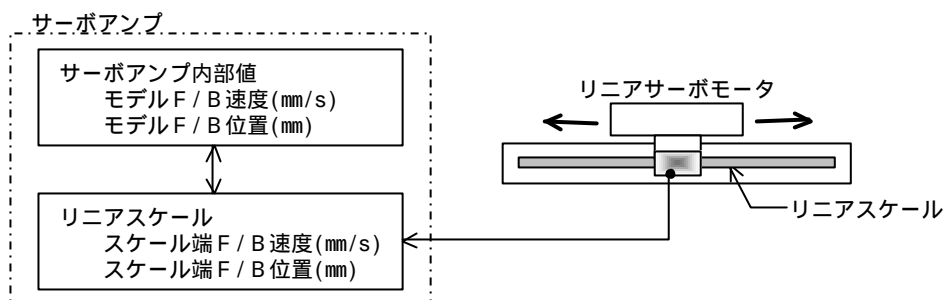 サーボアンプ
サーボアンプ内部値
モデルF/B速度(mm/s)
モデルF/B位置(mm)
リニアスケール
スケール端F/B速度(mm/s)
スケール端F/B位置(mm)
リニアサーボモータ
リニアスケール